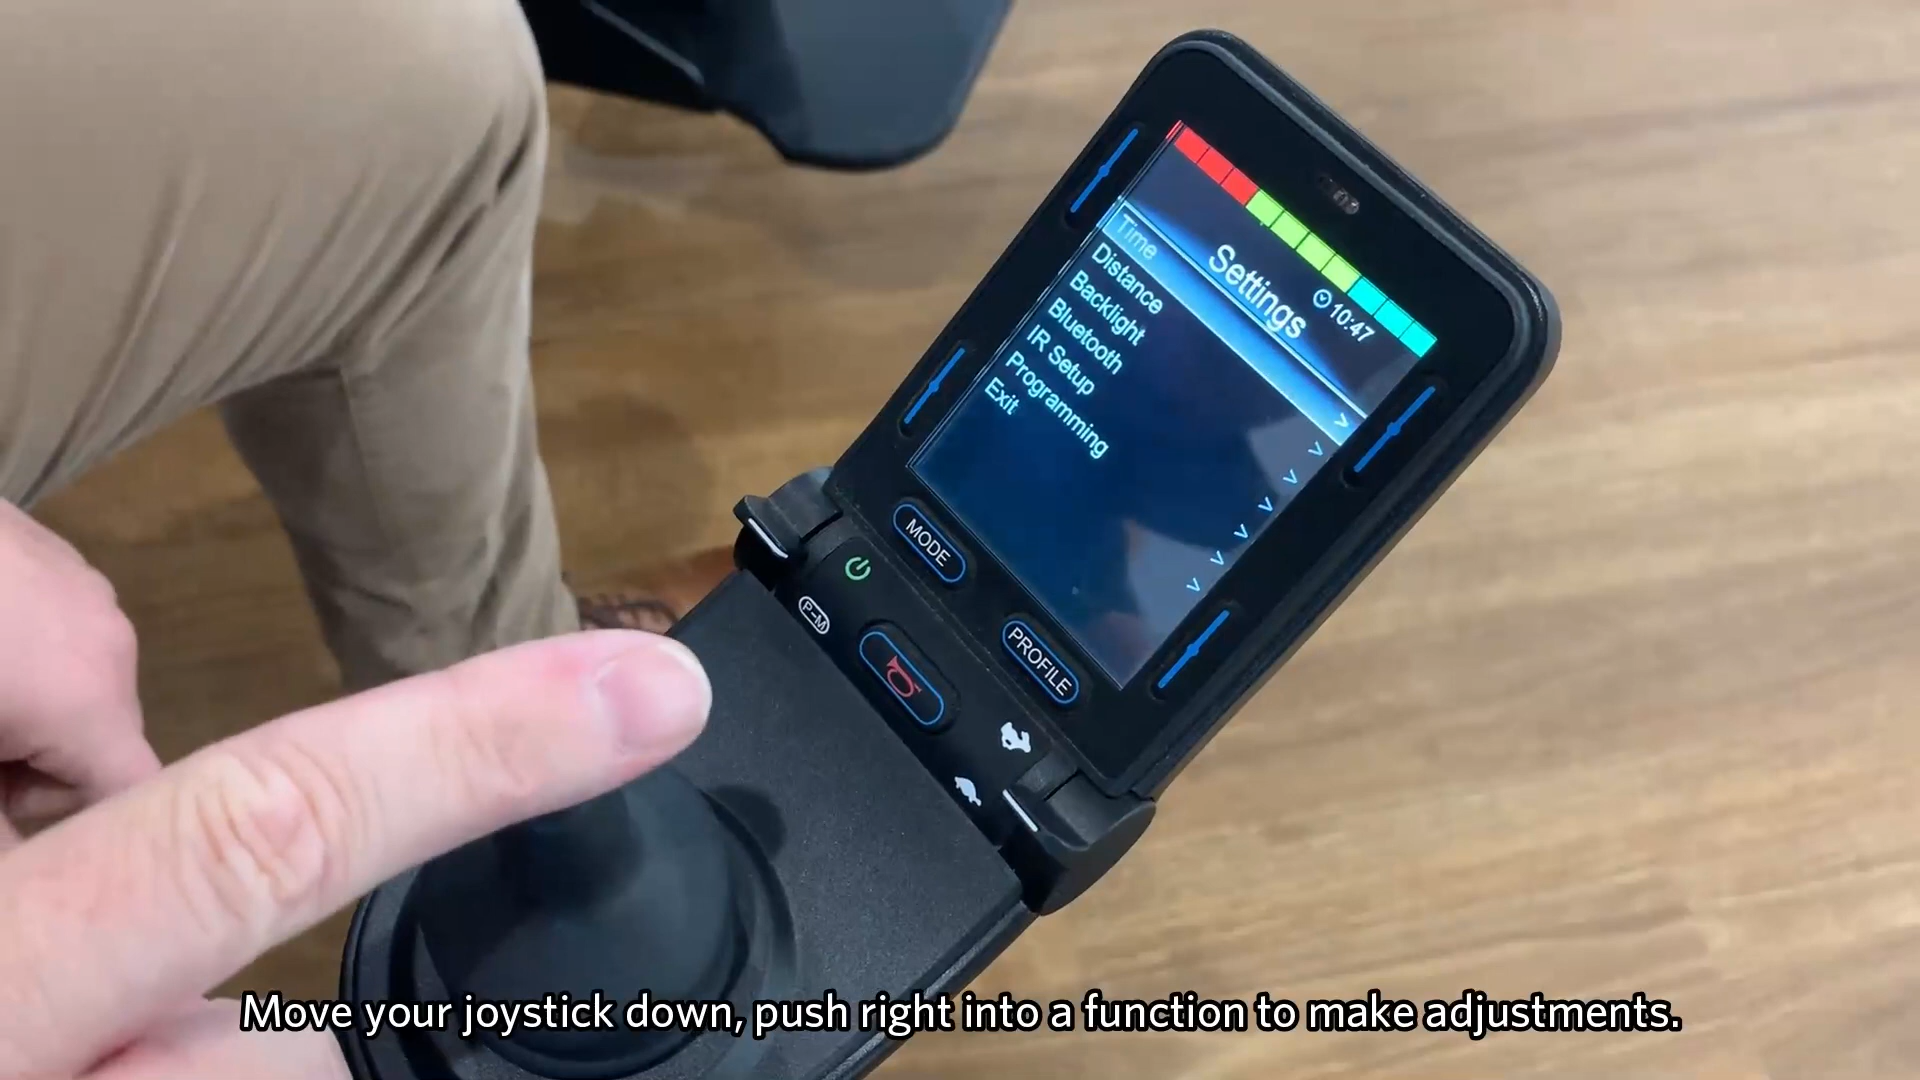 10:47
Settings
Time >
Distance >
Backlight >
Bluetooth >
IR Setup >
Programming >
Exit >
MODE
PROFILE
P-M
Move your joystick down, push right into a function to make adjustments.